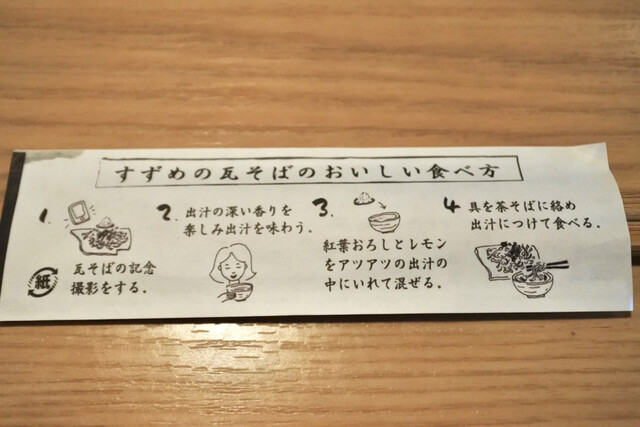 すずめの瓦そばのおいしい食べ方
1.
瓦そばの記念
撮影をする.
紙
2.
出汁の深い香りを
楽しみ出汁を味わう.
3.
紅葉おろしとレモン
をアツアツの出汁の
中にいれて混ぜる.
4
具を茶そばに絡め
出汁につけて食べる.